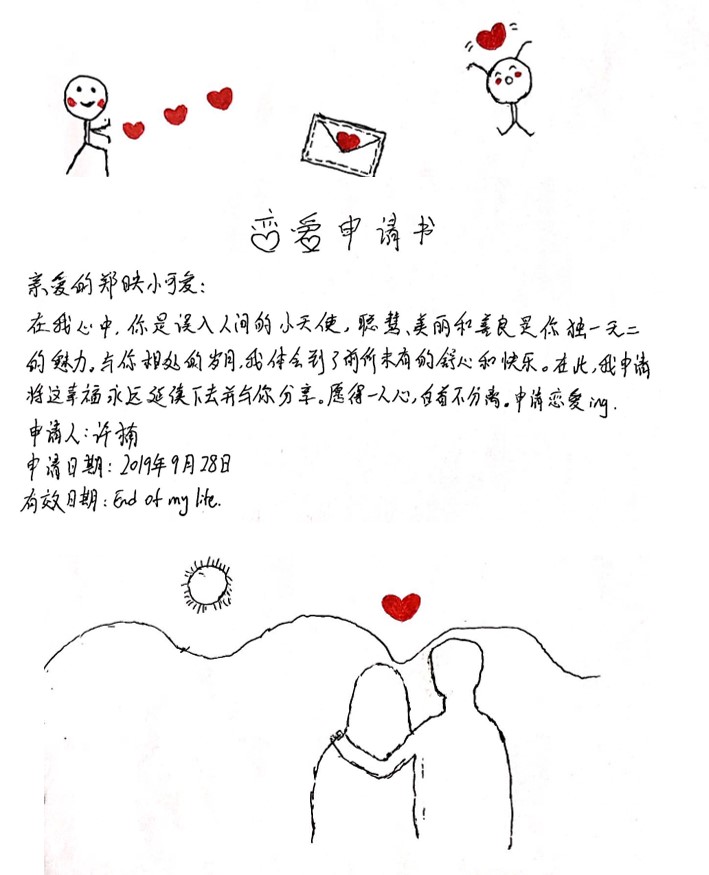 恋爱申请书
亲爱的郑映小可爱:
在我心中,你是误入人间的小天使,聪慧、美丽和善良是你独一无二
的魅力。与你相处的岁月,我体会到了前所未有的舒心和快乐。在此,我申请
将这幸福永远延续下去并与你分享。愿得一人心,白首不分离。申请恋爱ing.
申请人:许楠
申请日期:2019年9月28日
有效日期:End of my life.